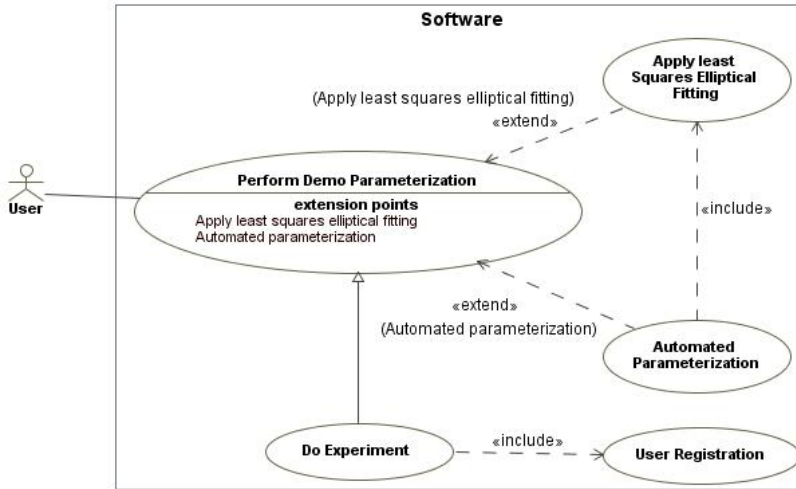 Software
Apply least
Squares Elliptical
Fitting
(Apply least squares elliptical fitting)
«extend»
Perform Demo Parameterization
extension points
Apply least squares elliptical fitting
Automated parameterization
User
«include»
«extend»
(Automated parameterization)
Automated
Parameterization
Do Experiment
«include»
User Registration